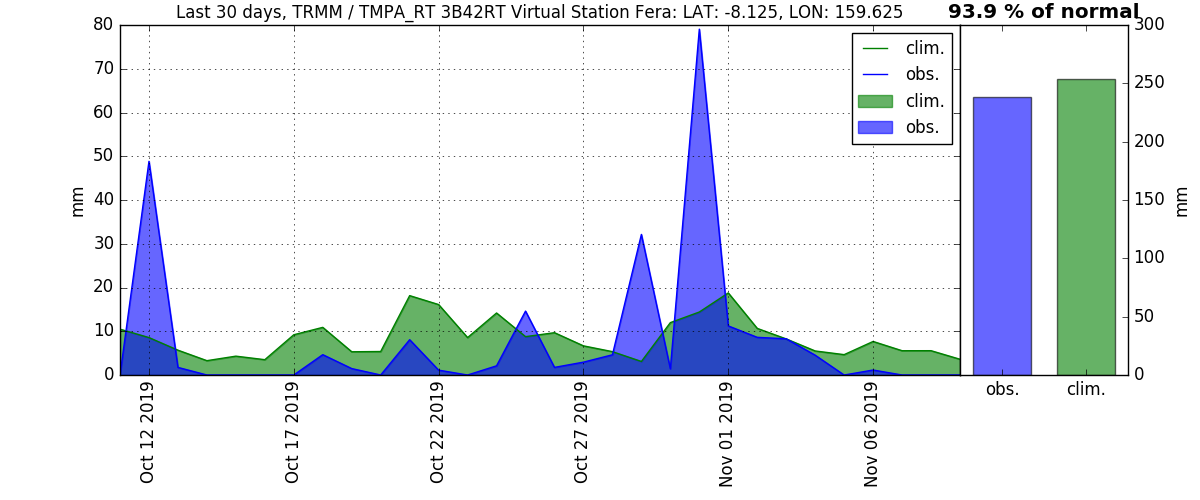 Last 30 days, TRMM / TMPA_RT 3B42RT Virtual Station Fera: LAT: -8.125, LON: 159.625
93.9 % of normal
80
70
60
50
40
30
20
10
0
mm
clim.
obs.
clim.
obs.
Oct 12 2019
Oct 17 2019
Oct 22 2019
Oct 27 2019
Nov 01 2019
Nov 06 2019
300
250
200
150
100
50
0
mm
obs.
clim.